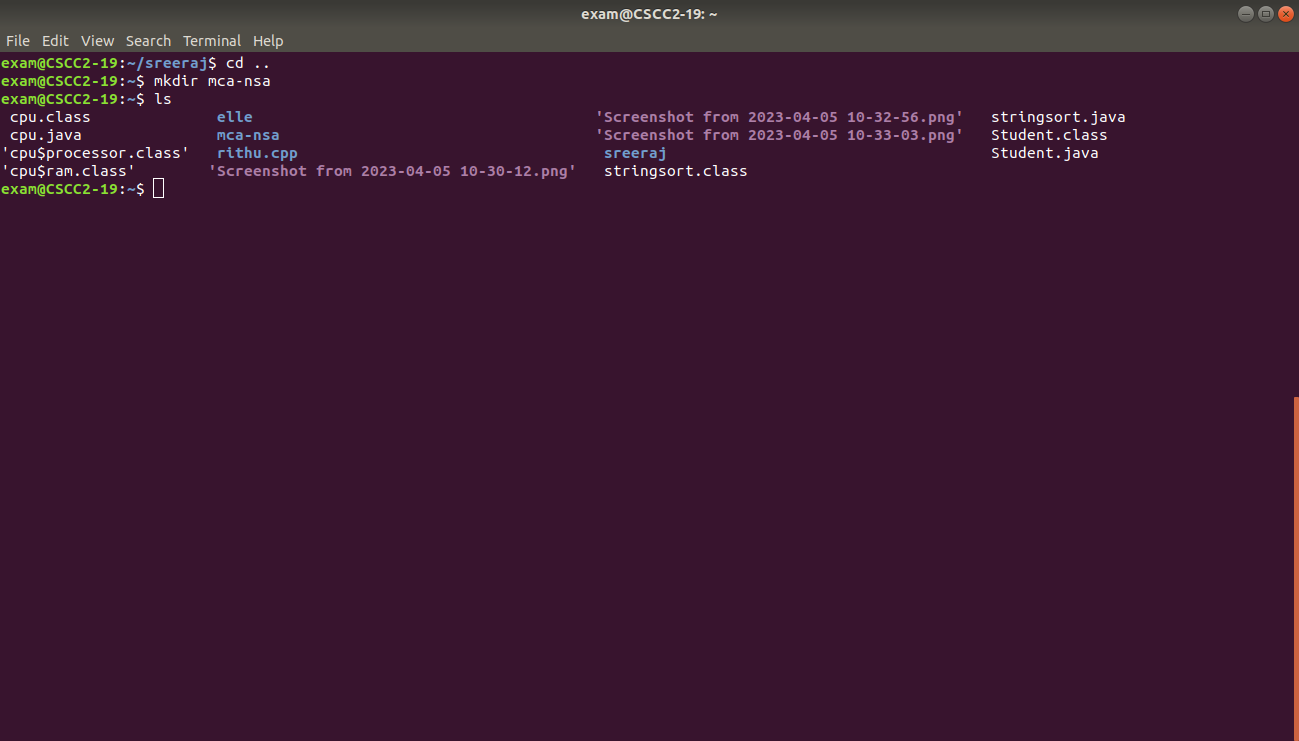 exam@CSCC2-19: ~
File Edit View Search Terminal Help
exam@CSCC2-19:~/sreeraj$ cd ..
exam@CSCC2-19:~$ mkdir mca-nsa
exam@CSCC2-19:~$ ls
cpu.class elle 'Screenshot from 2023-04-05 10-32-56.png' stringsort.java
cpu.java mca-nsa 'Screenshot from 2023-04-05 10-33-03.png' Student.class
'cpu$processor.class' rithu.cpp sreeraj Student.java
'cpu$ram.class' 'Screenshot from 2023-04-05 10-30-12.png' stringsort.class
exam@CSCC2-19:~$